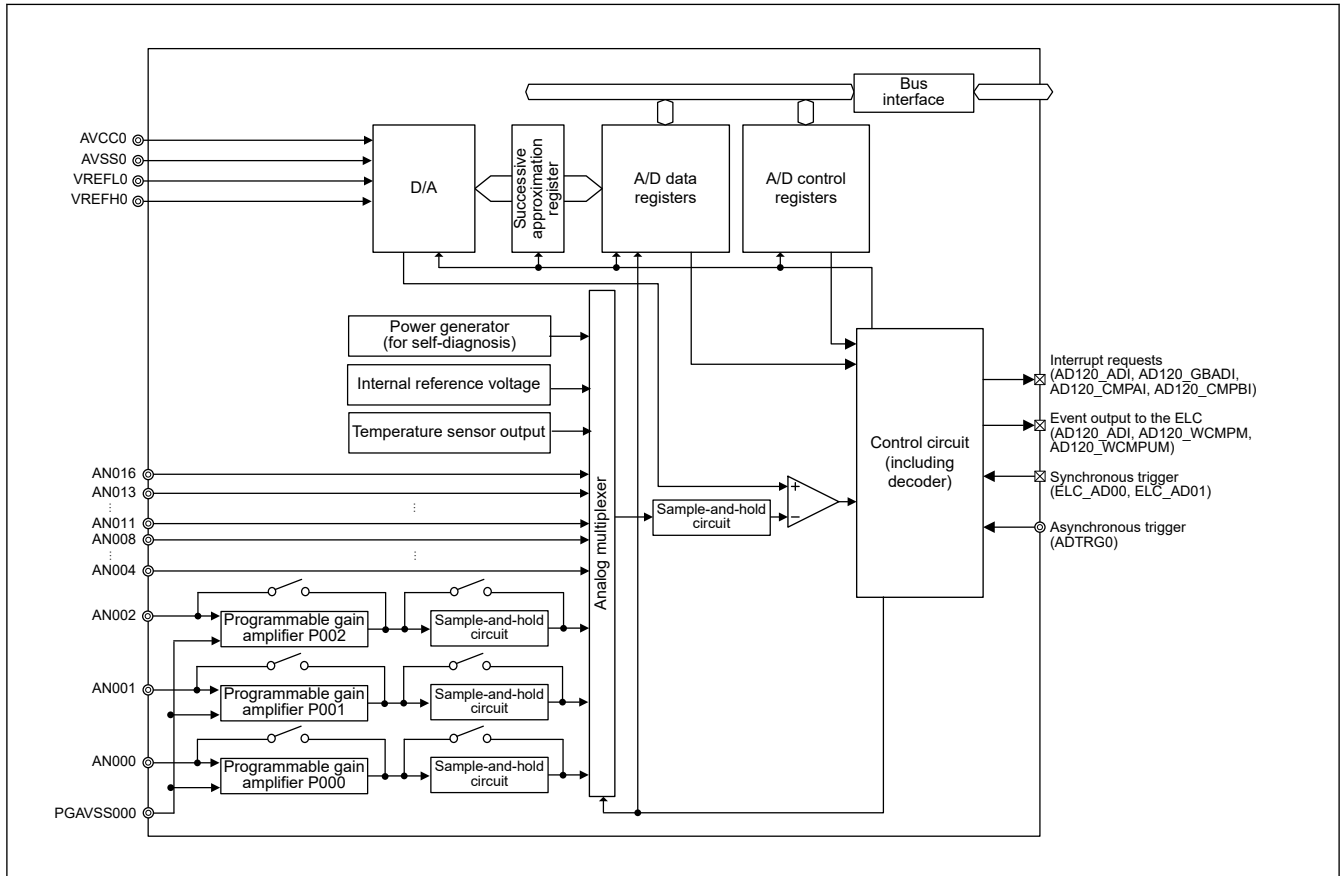 Bus
interface
AVCC0
AVSS0
VREFL0
VREFH0
D/A
Successive
approximation
register
A/D data
registers
A/D control
registers
Power generator
(for self-diagnosis)
Internal reference voltage
Temperature sensor output
Analog multiplexer
AN016
AN013
AN011
AN008
AN004
AN002
AN001
AN000
PGAVSS000
Programmable gain
amplifier P002
Sample-and-hold
circuit
Programmable gain
amplifier P001
Sample-and-hold
circuit
Programmable gain
amplifier P000
Sample-and-hold
circuit
Sample-and-hold
circuit
+
−
Control circuit
(including
decoder)
Interrupt requests
(AD120_ADI, AD120_GBADI,
AD120_CMPAI, AD120_CMPBI)
Event output to the ELC
(AD120_ADI, AD120_WCMPM,
AD120_WCMPUM)
Synchronous trigger
(ELC_AD00, ELC_AD01)
Asynchronous trigger
(ADTRG0)